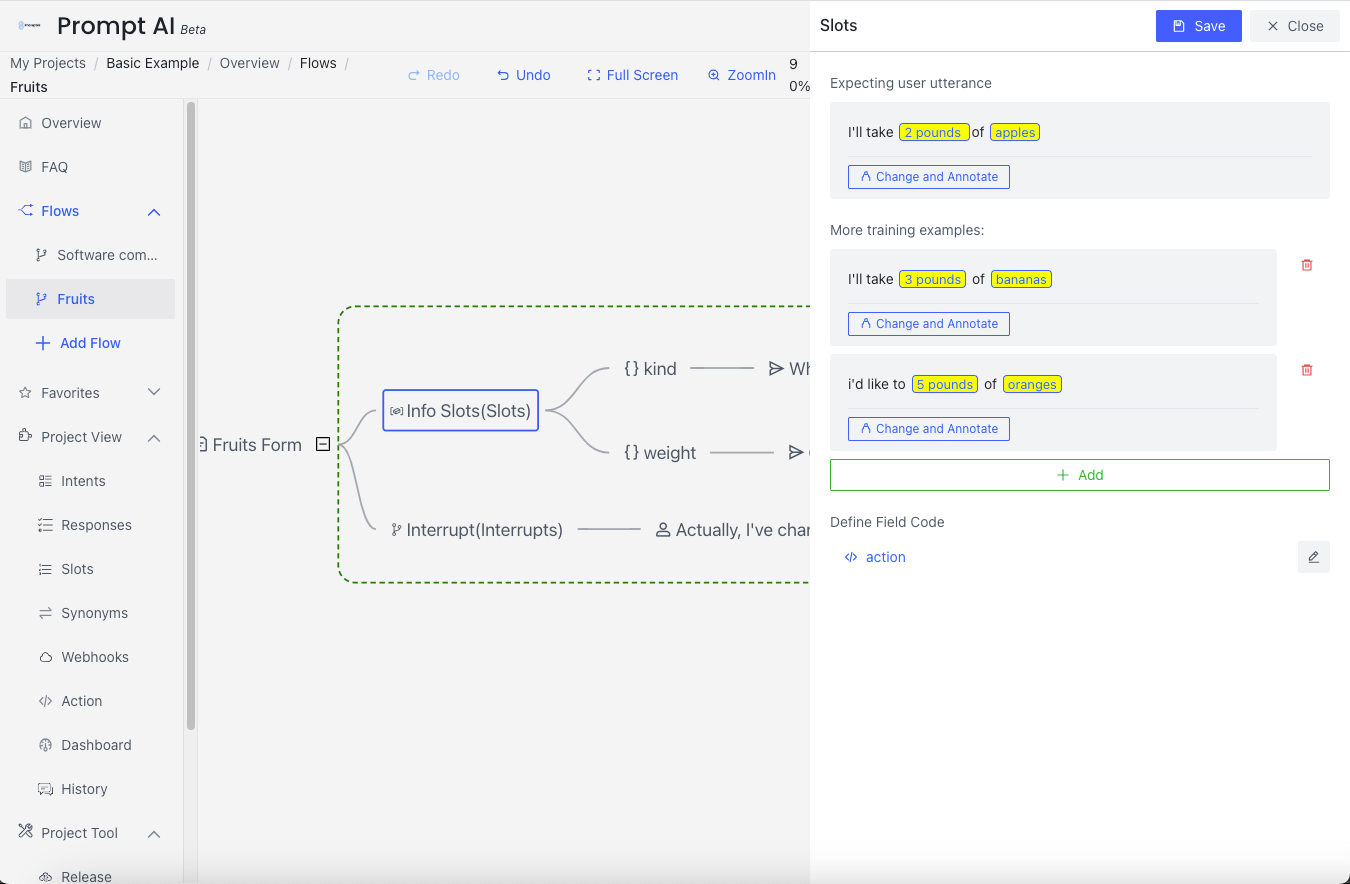 Prompt AI Beta
My Projects / Basic Example / Overview / Flows /
Fruits
Redo
Undo
Full Screen
ZoomIn
9
0%
Overview
FAQ
Flows
Software com...
Fruits
Add Flow
Favorites
Project View
Intents
Responses
Slots
Synonyms
Webhooks
Action
Dashboard
History
Project Tool
Release
Fruits Form
Info Slots(Slots)
{} kind
Wh
{} weight
Interrupt(Interrupts)
Actually, I've char
Slots
Save
Close
Expecting user utterance
I'll take 2 pounds of apples
Change and Annotate
More training examples:
I'll take 3 pounds of bananas
Change and Annotate
i'd like to 5 pounds of oranges
Change and Annotate
Add
Define Field Code
action